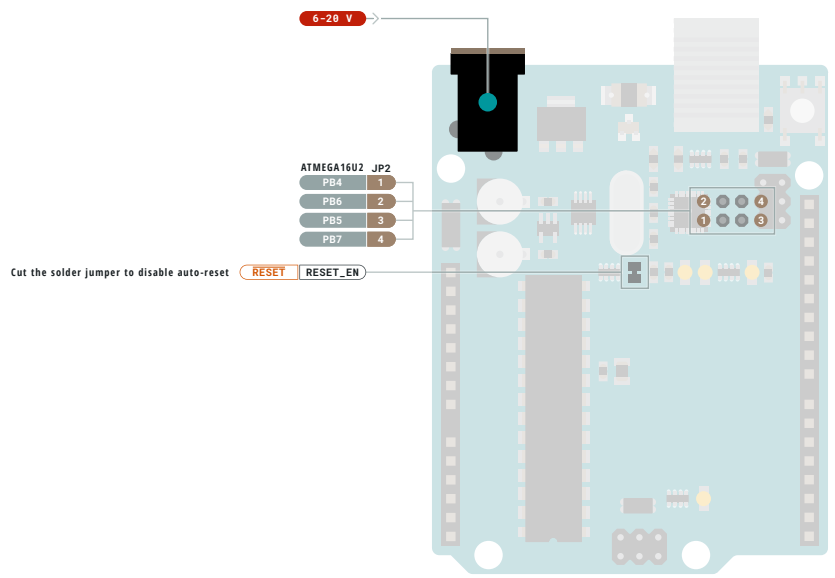 6-20 V
ATMEGA16U2 JP2
PB4 1
PB6 2
PB5 3
PB7 4
2 4
1 3
Cut the solder jumper to disable auto-reset RESET RESET_EN